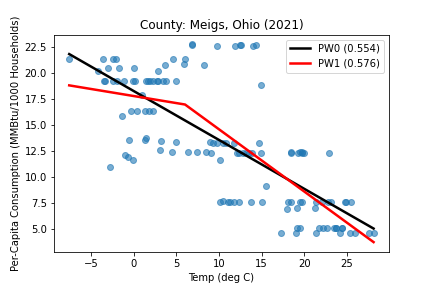 County: Meigs, Ohio (2021)
PW0 (0.554)
PW1 (0.576)
Per-Capita Consumption (MMBtu/1000 Households)
22.5
20.0
17.5
15.0
12.5
10.0
7.5
5.0
−5 0 5 10 15 20 25
Temp (deg C)